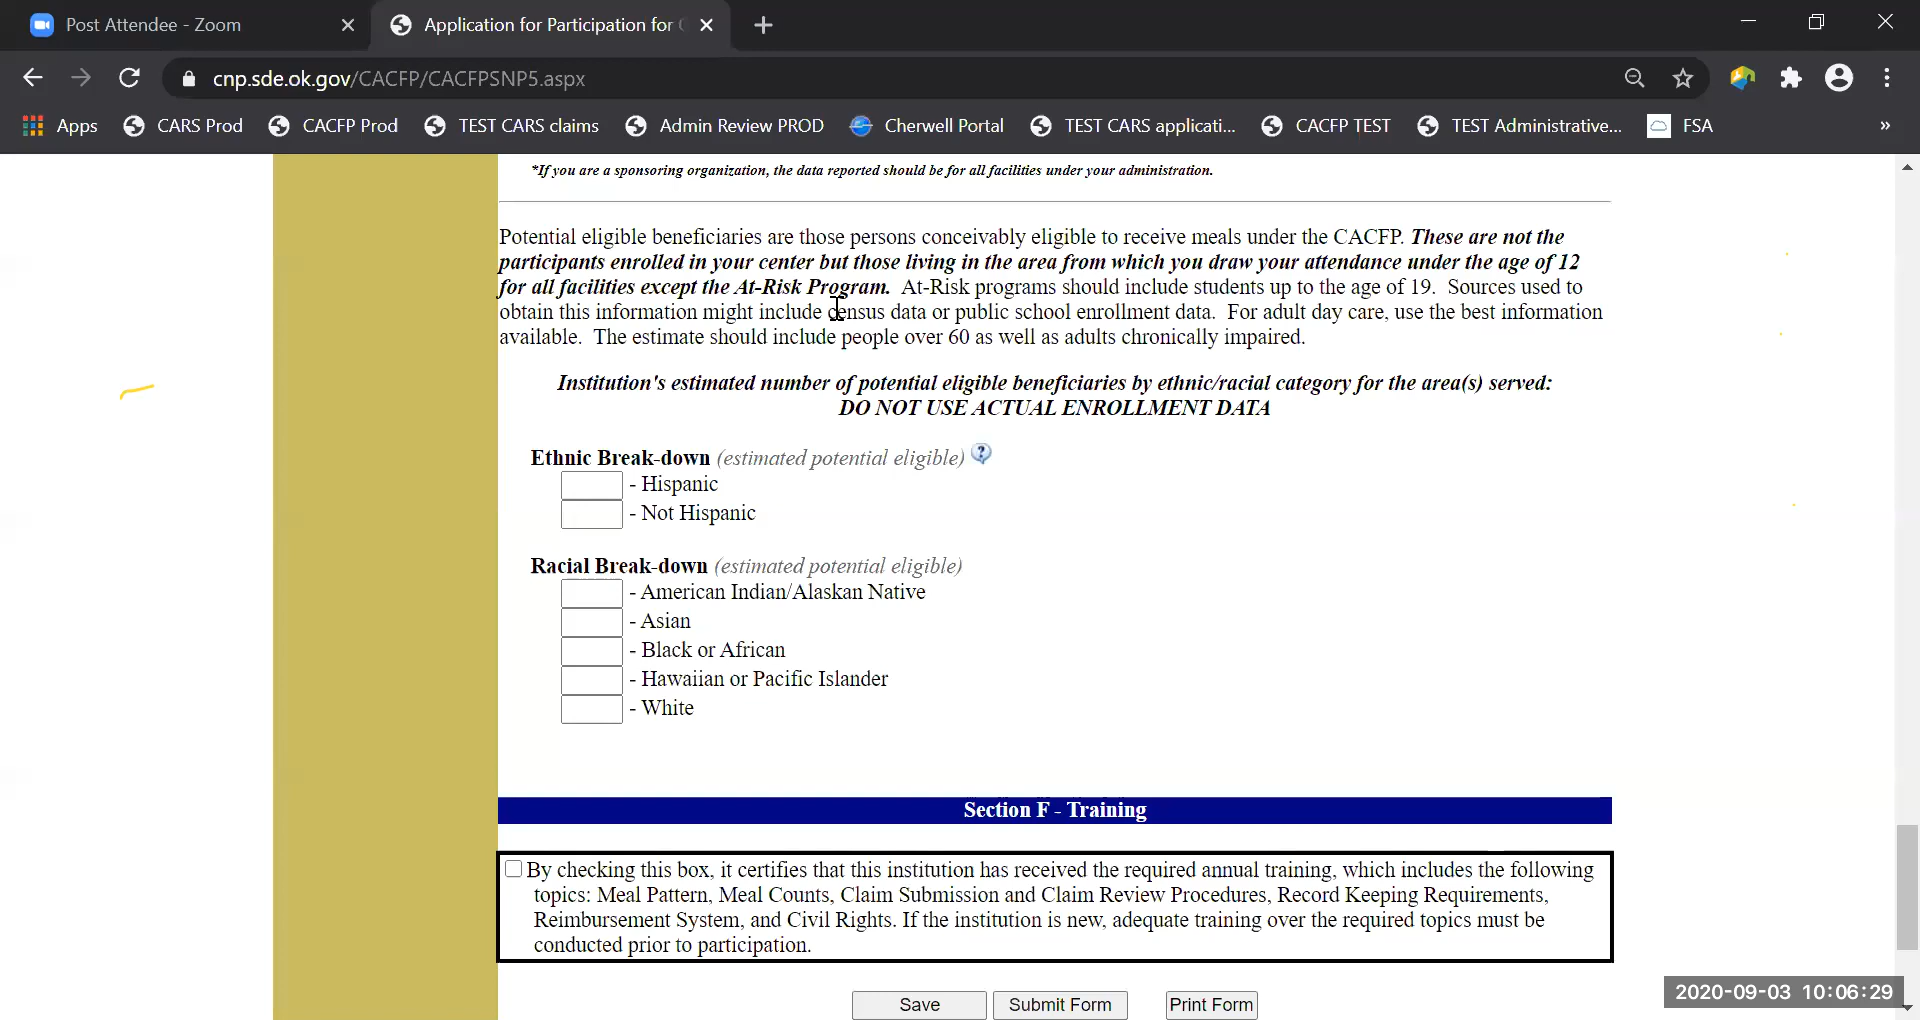 Post Attendee - Zoom
Application for Participation for
cnp.sde.ok.gov/CACFP/CACFPSNP5.aspx
Apps CARS Prod CACFP Prod TEST CARS claims Admin Review PROD Cherwell Portal TEST CARS applicati... CACFP TEST TEST Administrative... FSA »
*If you are a sponsoring organization, the data reported should be for all facilities under your administration.
Potential eligible beneficiaries are those persons conceivably eligible to receive meals under the CACFP. These are not the
participants enrolled in your center but those living in the area from which you draw your attendance under the age of 12
for all facilities except the At-Risk Program. At-Risk programs should include students up to the age of 19. Sources used to
obtain this information might include census data or public school enrollment data. For adult day care, use the best information
available. The estimate should include people over 60 as well as adults chronically impaired.
Institution's estimated number of potential eligible beneficiaries by ethnic/racial category for the area(s) served:
DO NOT USE ACTUAL ENROLLMENT DATA
Ethnic Break-down (estimated potential eligible) ?
- Hispanic
- Not Hispanic
Racial Break-down (estimated potential eligible)
- American Indian/Alaskan Native
- Asian
- Black or African
- Hawaiian or Pacific Islander
- White
Section F - Training
By checking this box, it certifies that this institution has received the required annual training, which includes the following
topics: Meal Pattern, Meal Counts, Claim Submission and Claim Review Procedures, Record Keeping Requirements,
Reimbursement System, and Civil Rights. If the institution is new, adequate training over the required topics must be
conducted prior to participation.
Save Submit Form Print Form
2020-09-03 10:06:29